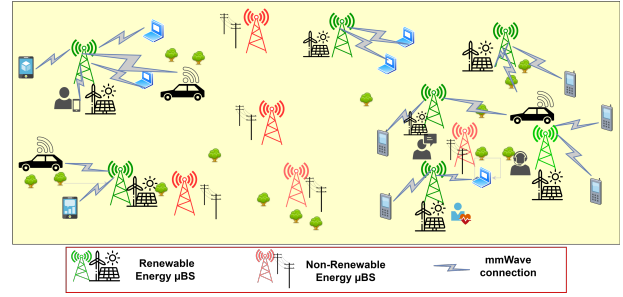 Renewable
Energy μBS
Non-Renewable
Energy μBS
mmWave
connection